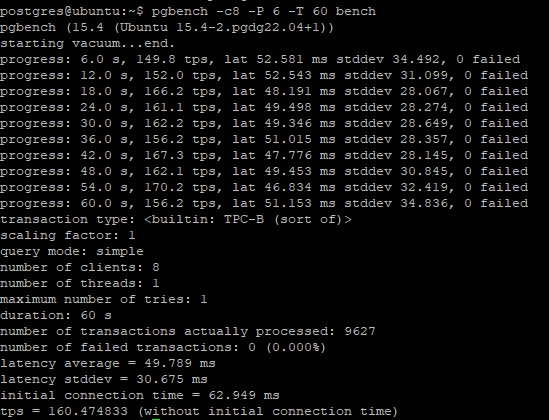 postgres@ubuntu:~$ pgbench -c8 -P 6 -T 60 bench
pgbench (15.4 (Ubuntu 15.4-2.pgdg22.04+1))
starting vacuum...end.
progress: 6.0 s, 149.8 tps, lat 52.581 ms stddev 34.492, 0 failed
progress: 12.0 s, 152.0 tps, lat 52.543 ms stddev 31.099, 0 failed
progress: 18.0 s, 166.2 tps, lat 48.191 ms stddev 28.067, 0 failed
progress: 24.0 s, 161.1 tps, lat 49.498 ms stddev 28.274, 0 failed
progress: 30.0 s, 162.2 tps, lat 49.346 ms stddev 28.649, 0 failed
progress: 36.0 s, 156.2 tps, lat 51.015 ms stddev 28.357, 0 failed
progress: 42.0 s, 167.3 tps, lat 47.776 ms stddev 28.145, 0 failed
progress: 48.0 s, 162.1 tps, lat 49.453 ms stddev 30.845, 0 failed
progress: 54.0 s, 170.2 tps, lat 46.834 ms stddev 32.419, 0 failed
progress: 60.0 s, 156.2 tps, lat 51.153 ms stddev 34.836, 0 failed
transaction type: <builtin: TPC-B (sort of)>
scaling factor: 1
query mode: simple
number of clients: 8
number of threads: 1
maximum number of tries: 1
duration: 60 s
number of transactions actually processed: 9627
number of failed transactions: 0 (0.000%)
latency average = 49.789 ms
latency stddev = 30.675 ms
initial connection time = 62.949 ms
tps = 160.474833 (without initial connection time)